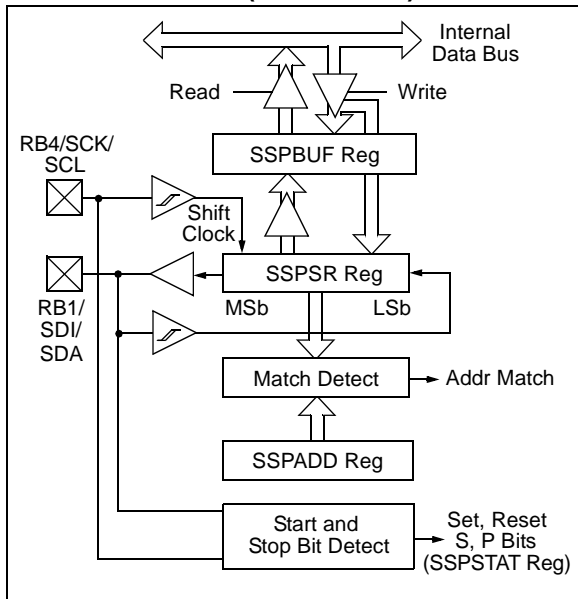 Internal
Data Bus
Read
Write
RB4/SCK/
SCL
SSPBUF Reg
Shift
Clock
SSPSR Reg
MSb
LSb
RB1/
SDI/
SDA
Match Detect
Addr Match
SSPADD Reg
Start and
Stop Bit Detect
Set, Reset
S, P Bits
(SSPSTAT Reg)